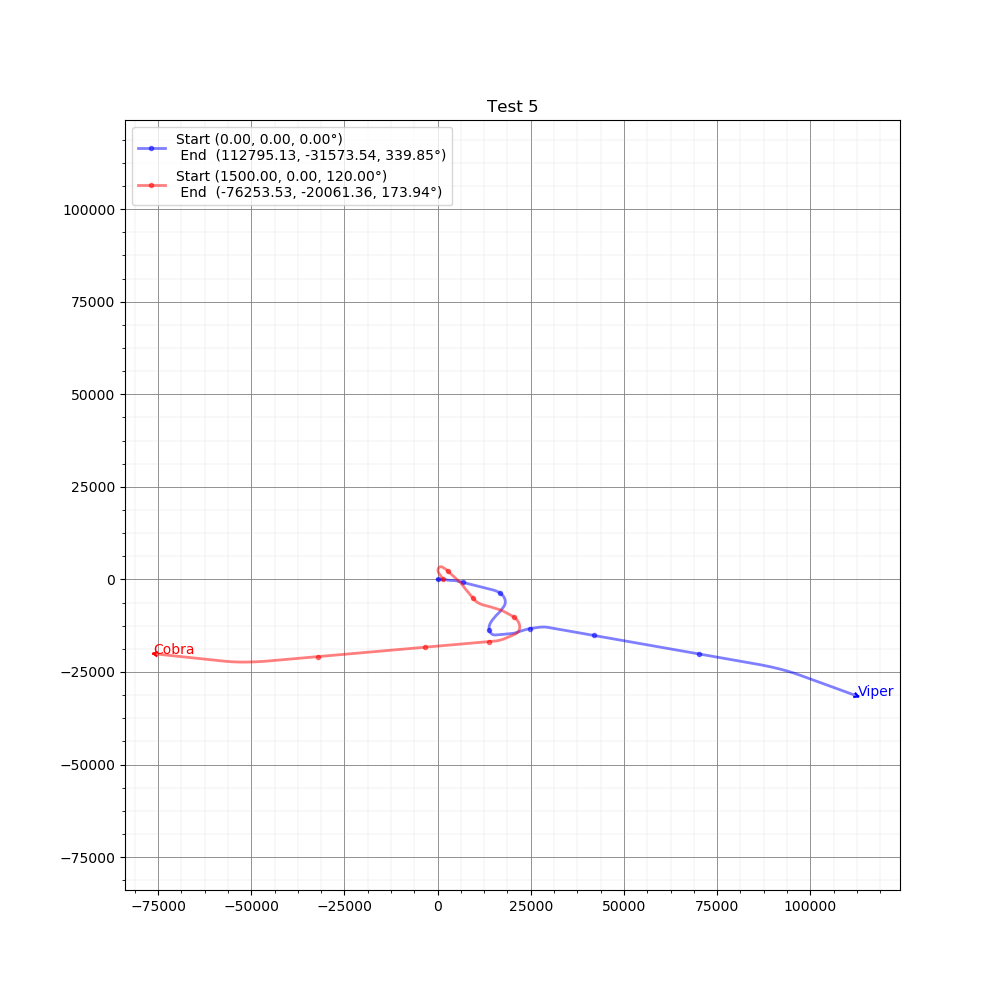 Test 5
Start (0.00, 0.00, 0.00°)
End  (112795.13, -31573.54, 339.85°)
Start (1500.00, 0.00, 120.00°)
End  (-76253.53, -20061.36, 173.94°)
100000
75000
50000
25000
0
−25000
−50000
−75000
Cobra
Viper
−75000 −50000 −25000 0 25000 50000 75000 100000